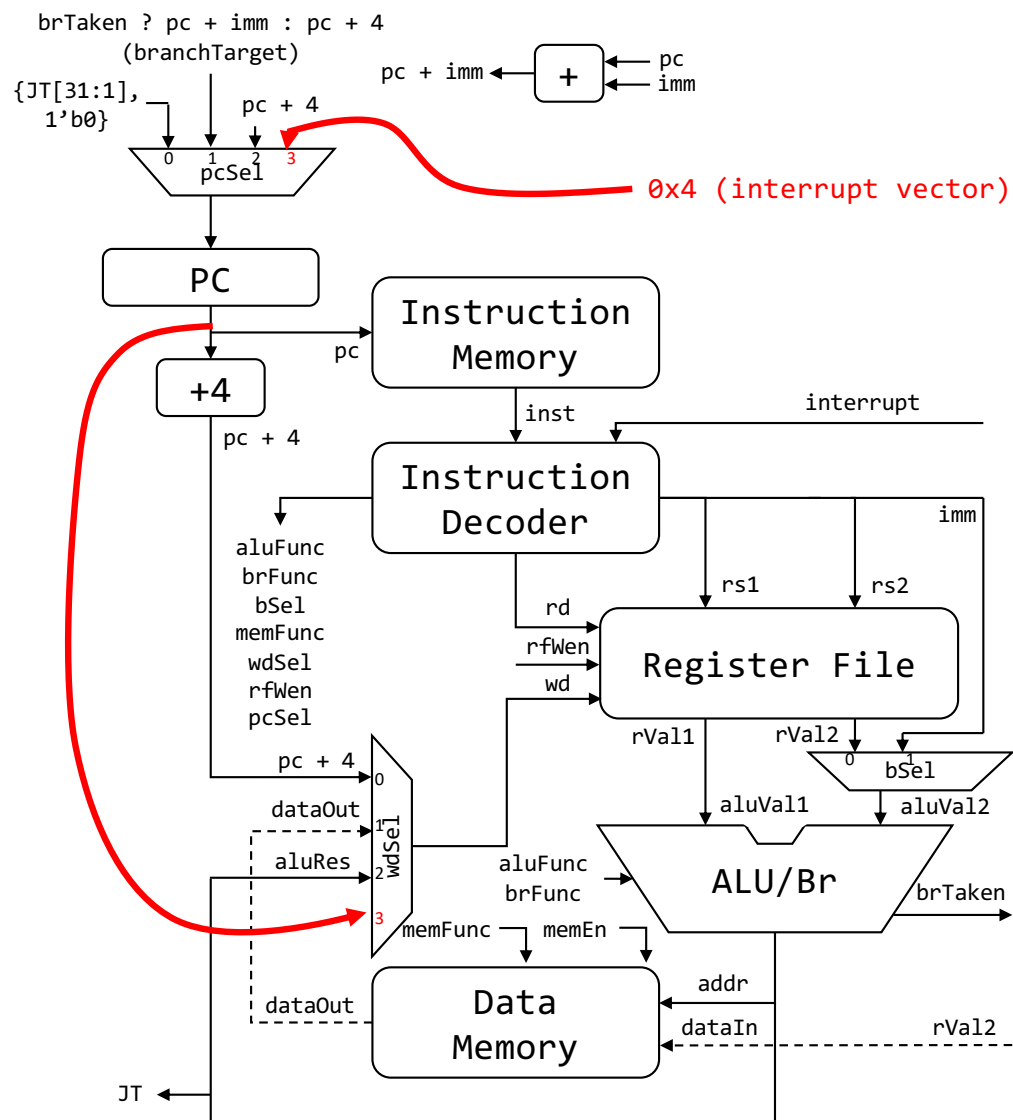 brTaken ? pc + imm : pc + 4
(branchTarget)
pc + imm
+
pc
imm
{JT[31:1],
1’b0}
pc + 4
0
1
2
3
pcSel
0x4 (interrupt vector)
PC
Instruction
Memory
pc
+4
inst
interrupt
pc + 4
Instruction
Decoder
imm
aluFunc
brFunc
bSel
memFunc
wdSel
rfWen
pcSel
rs1
rs2
rd
rfWen
wd
Register File
rVal1
rVal2
0
1
bSel
pc + 4
0
dataOut
1
aluRes
2
3
wdSel
aluVal1
aluVal2
aluFunc
brFunc
ALU/Br
brTaken
memFunc
memEn
Data
Memory
addr
dataOut
dataIn
rVal2
JT